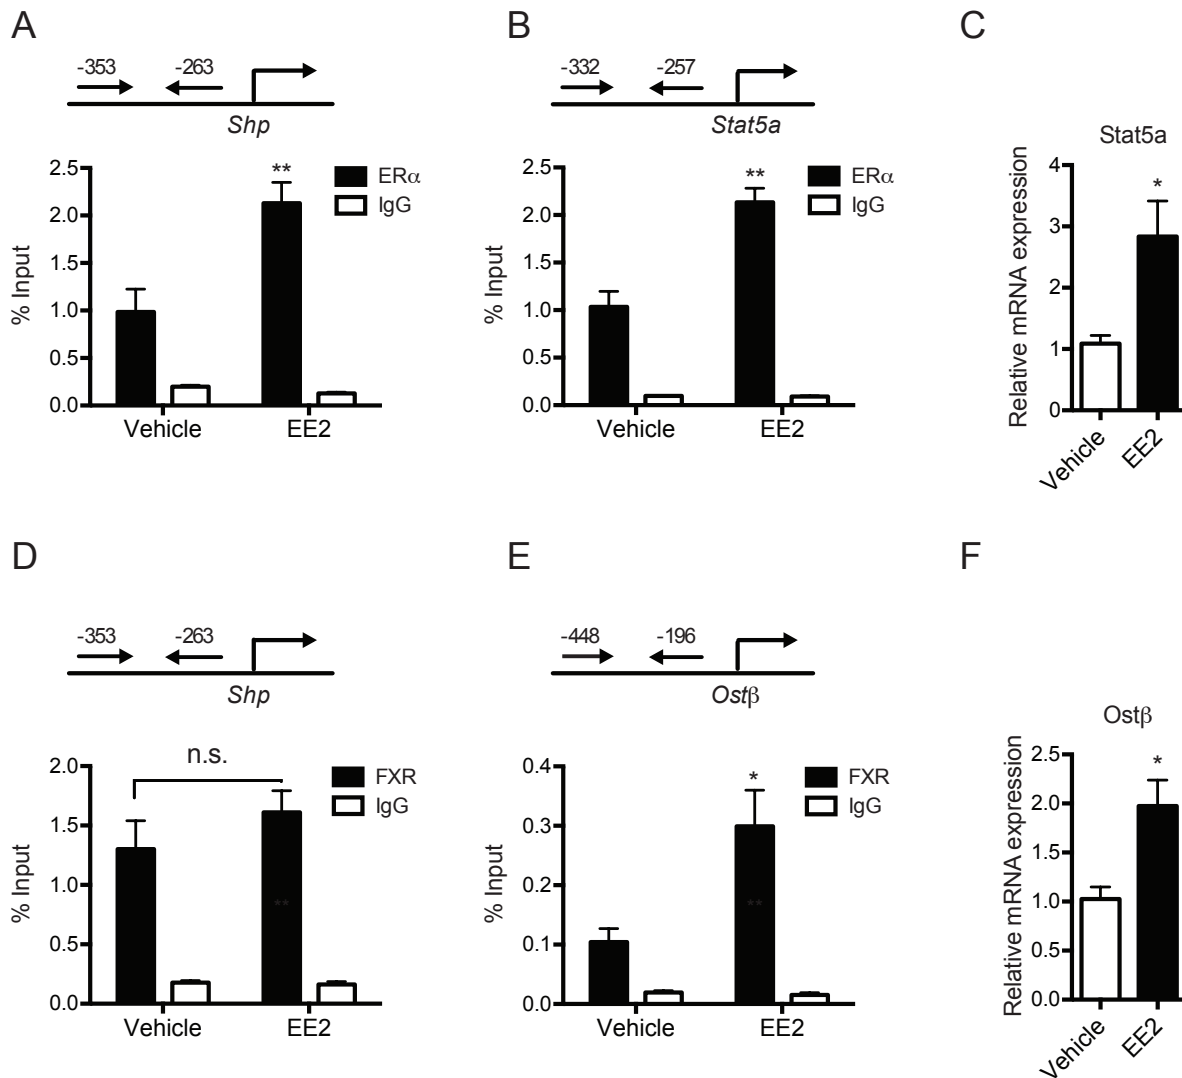 A
-353
-263
Shp
2.5
2.0
1.5
1.0
0.5
0.0
% Input
**
ERα
IgG
Vehicle
EE2
B
-332
-257
Stat5a
2.5
2.0
1.5
1.0
0.5
0.0
% Input
**
ERα
IgG
Vehicle
EE2
C
Stat5a
4
3
2
1
0
Relative mRNA expression
*
Vehicle
EE2
D
-353
-263
Shp
2.0
1.5
1.0
0.5
0.0
% Input
n.s.
**
FXR
IgG
Vehicle
EE2
E
-448
-196
Ostβ
0.4
0.3
0.2
0.1
0.0
% Input
*
**
FXR
IgG
Vehicle
EE2
F
Ostβ
2.5
2.0
1.5
1.0
0.5
0.0
Relative mRNA expression
*
Vehicle
EE2